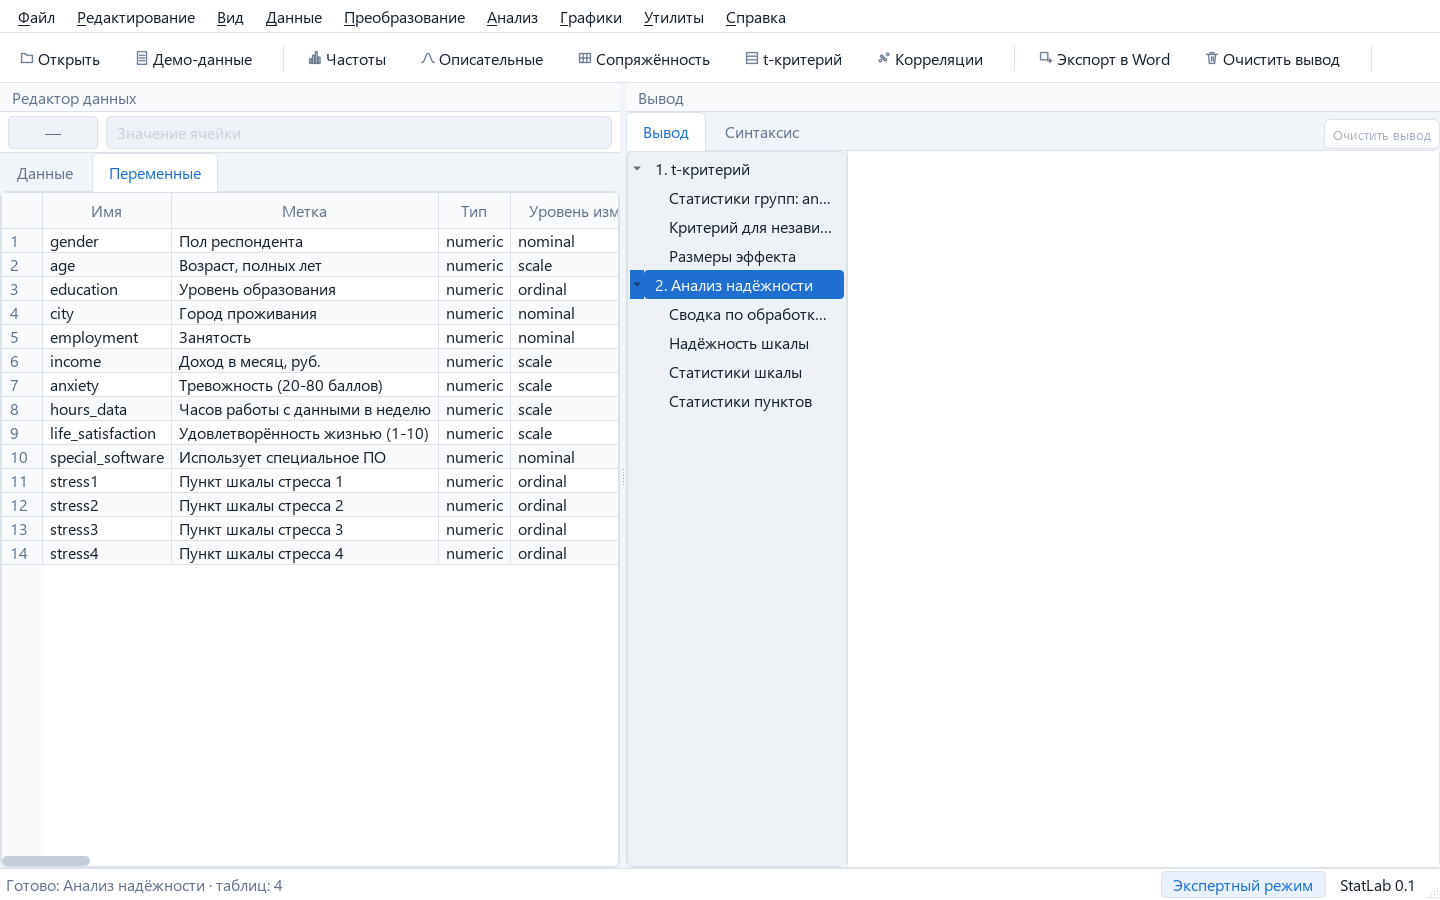 Файл Редактирование Вид Данные Преобразование Анализ Графики Утилиты Справка
Открыть Демо-данные Частоты Описательные Сопряжённость t-критерий Корреляции Экспорт в Word Очистить вывод
Редактор данных
— Значение ячейки
Данные Переменные
Имя Метка Тип Уровень изм
1 gender Пол респондента numeric nominal
2 age Возраст, полных лет numeric scale
3 education Уровень образования numeric ordinal
4 city Город проживания numeric nominal
5 employment Занятость numeric nominal
6 income Доход в месяц, руб. numeric scale
7 anxiety Тревожность (20-80 баллов) numeric scale
8 hours_data Часов работы с данными в неделю numeric scale
9 life_satisfaction Удовлетворённость жизнью (1-10) numeric scale
10 special_software Использует специальное ПО numeric nominal
11 stress1 Пункт шкалы стресса 1 numeric ordinal
12 stress2 Пункт шкалы стресса 2 numeric ordinal
13 stress3 Пункт шкалы стресса 3 numeric ordinal
14 stress4 Пункт шкалы стресса 4 numeric ordinal
Вывод
Вывод Синтаксис Очистить вывод
1. t-критерий
Статистики групп: an...
Критерий для незави...
Размеры эффекта
2. Анализ надёжности
Сводка по обработк...
Надёжность шкалы
Статистики шкалы
Статистики пунктов
Готово: Анализ надёжности · таблиц: 4 Экспертный режим StatLab 0.1